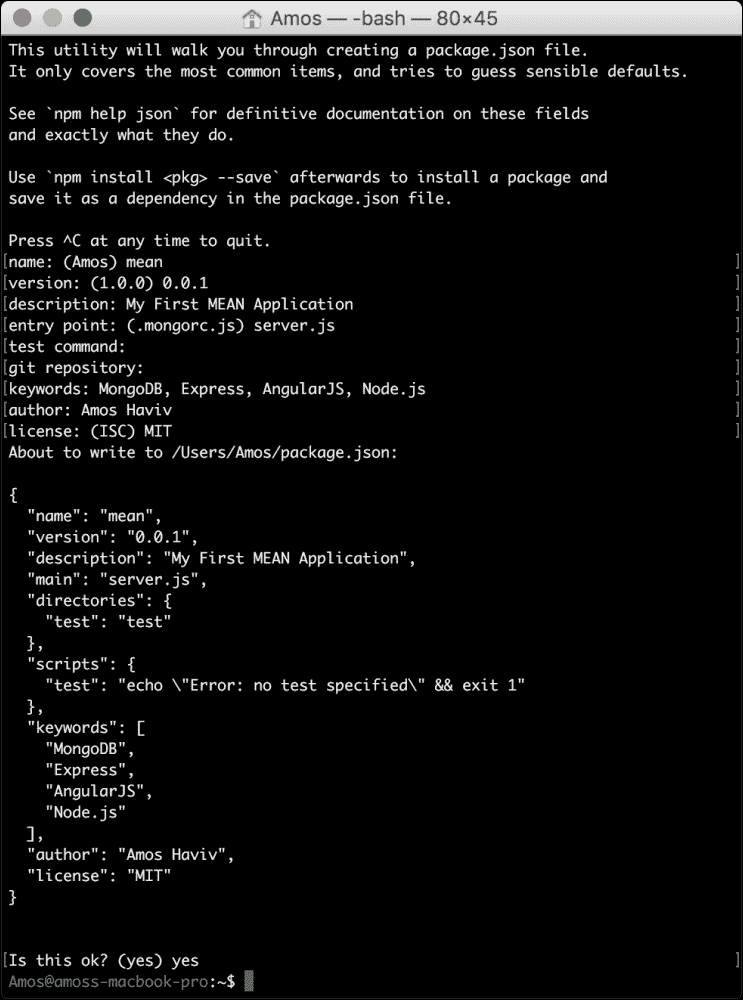 Amos — -bash — 80×45
This utility will walk you through creating a package.json file.
It only covers the most common items, and tries to guess sensible defaults.
See `npm help json` for definitive documentation on these fields
and exactly what they do.
Use `npm install <pkg> --save` afterwards to install a package and
save it as a dependency in the package.json file.
Press ^C at any time to quit.
[name: (Amos) mean ]
[version: (1.0.0) 0.0.1 ]
[description: My First MEAN Application ]
[entry point: (.mongorc.js) server.js ]
[test command: ]
[git repository: ]
[keywords: MongoDB, Express, AngularJS, Node.js ]
[author: Amos Haviv ]
[license: (ISC) MIT ]
About to write to /Users/Amos/package.json:
{
  "name": "mean",
  "version": "0.0.1",
  "description": "My First MEAN Application",
  "main": "server.js",
  "directories": {
    "test": "test"
  },
  "scripts": {
    "test": "echo \"Error: no test specified\" && exit 1"
  },
  "keywords": [
    "MongoDB",
    "Express",
    "AngularJS",
    "Node.js"
  ],
  "author": "Amos Haviv",
  "license": "MIT"
}
[Is this ok? (yes) yes ]
Amos@amoss-macbook-pro:~$